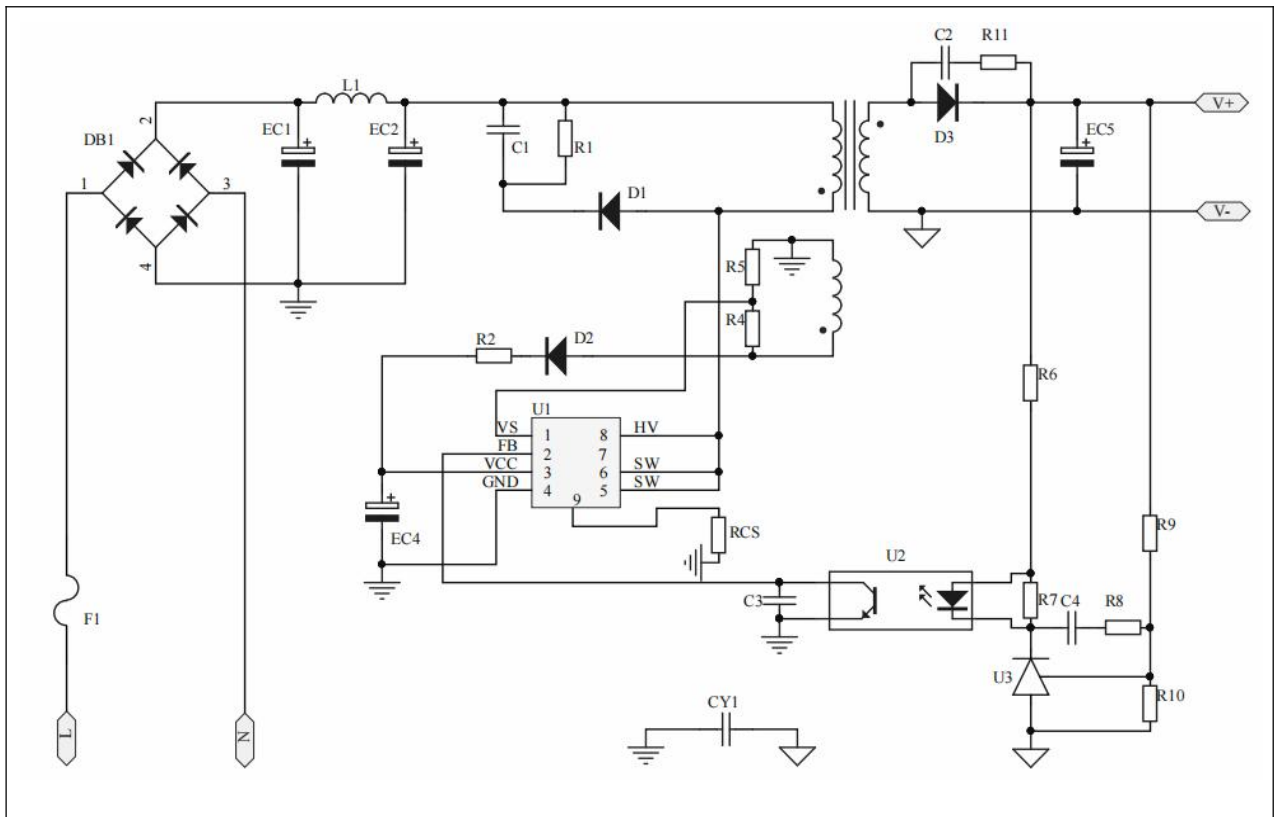 C2 R11
L1
V+
2
DB1
EC1 +
EC2 +
C1
R1
D3
EC5 +
1
3
D1
V-
4
R5
R4
R2
D2
R6
U1
VS 1 8 HV
FB 2 7
VCC 3 6 SW
GND 4 5 SW
9
+
EC4
RCS
R9
U2
C3
R7 C4 R8
F1
U3
R10
CY1
L
N